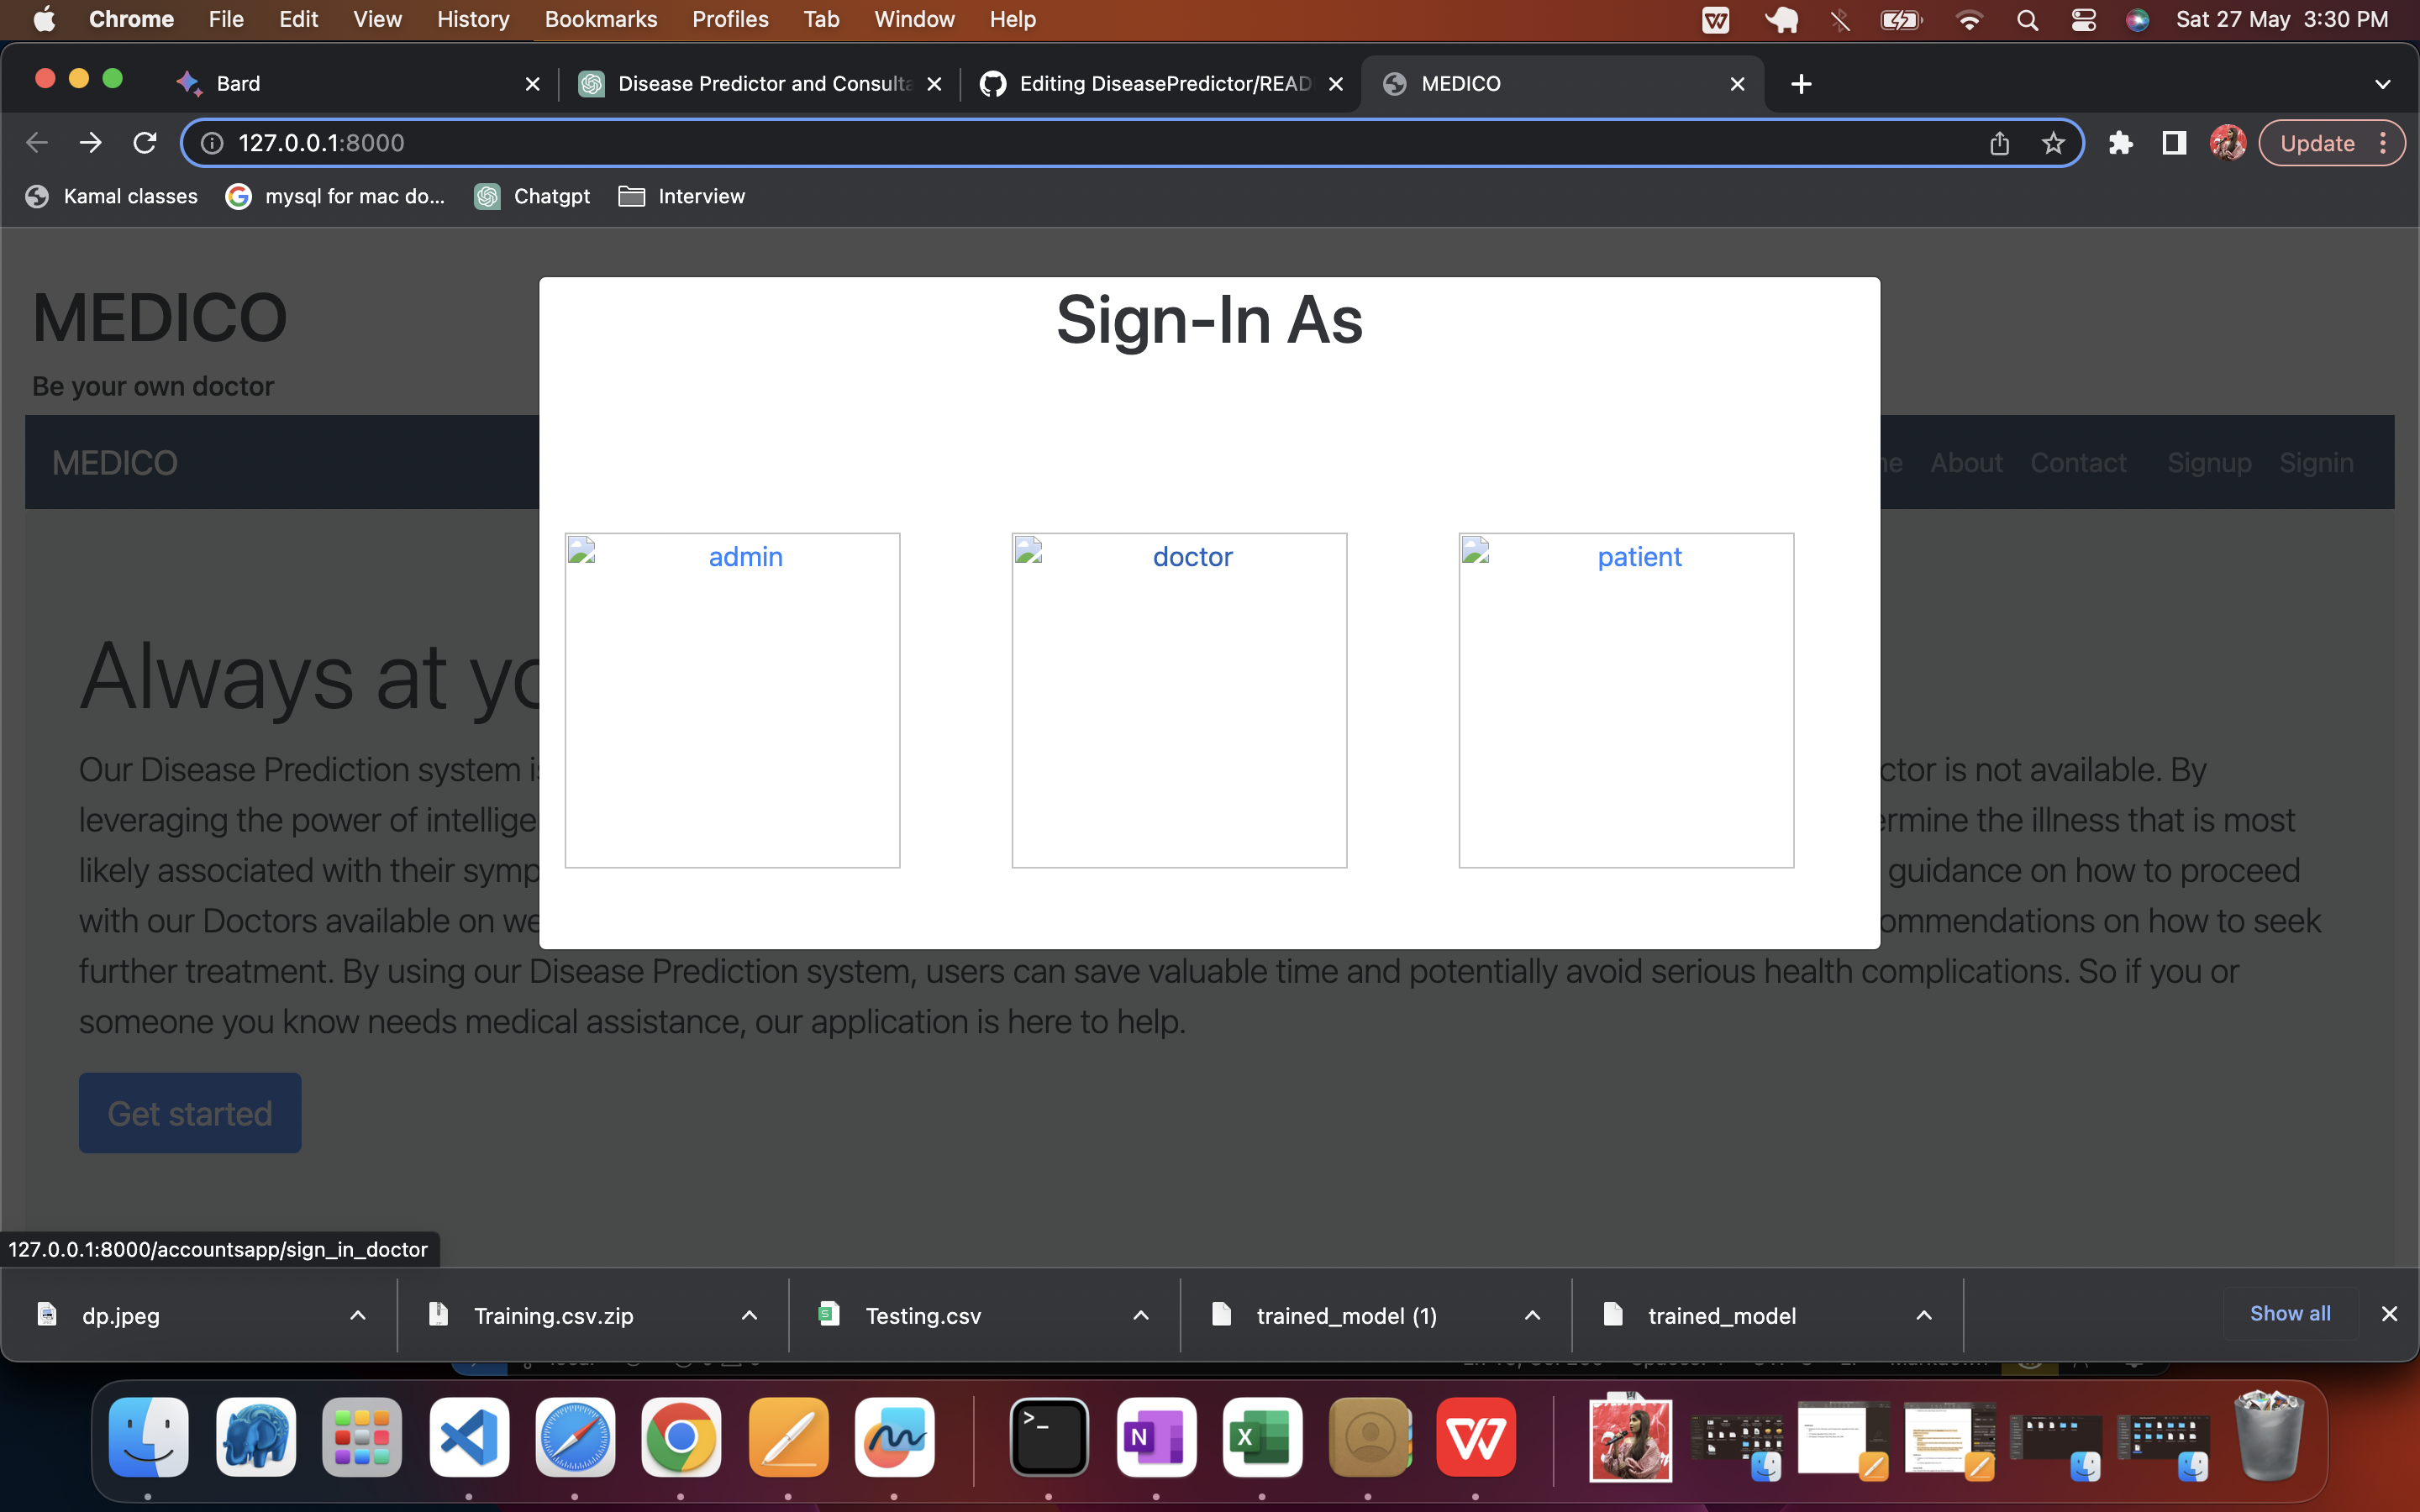 Chrome File Edit View History Bookmarks Profiles Tab Window Help Sat 27 May 3:30 PM
Bard Disease Predictor and Consulta Editing DiseasePredictor/READ MEDICO
127.0.0.1:8000 Update
Kamal classes mysql for mac do... Chatgpt Interview
MEDICO
Be your own doctor
MEDICO About Contact Signup Signin
Sign-In As
admin doctor patient
Always at yo
Our Disease Prediction system is ctor is not available. By
leveraging the power of intellige ermine the illness that is most
likely associated with their symp guidance on how to proceed
with our Doctors available on we ommendations on how to seek
further treatment. By using our Disease Prediction system, users can save valuable time and potentially avoid serious health complications. So if you or
someone you know needs medical assistance, our application is here to help.
Get started
127.0.0.1:8000/accountsapp/sign_in_doctor
dp.jpeg Training.csv.zip Testing.csv trained_model (1) trained_model Show all